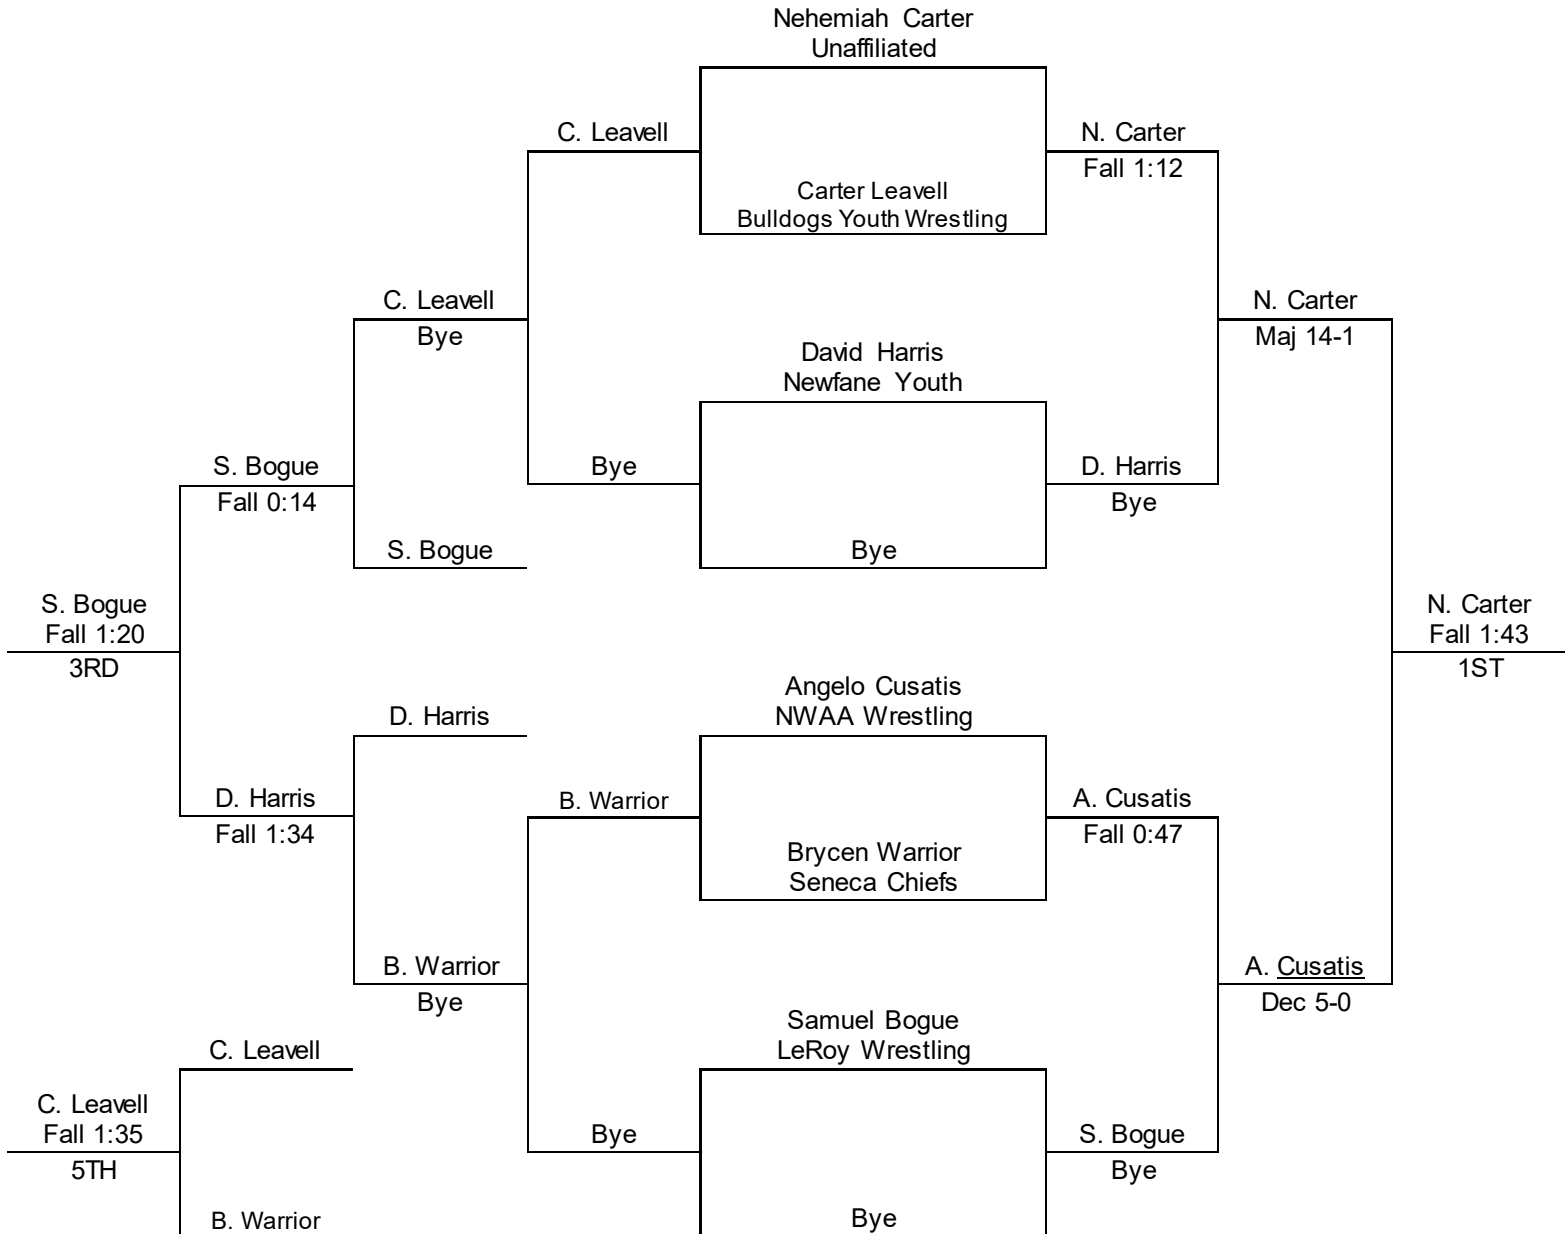 Nehemiah Carter
Unaffiliated
C. Leavell
N. Carter
Fall 1:12
Carter Leavell
Bulldogs Youth Wrestling
C. Leavell
Bye
N. Carter
Maj 14-1
David Harris
Newfane Youth
S. Bogue
Fall 0:14
Bye
D. Harris
Bye
S. Bogue
Bye
S. Bogue
Fall 1:20
3RD
N. Carter
Fall 1:43
1ST
Angelo Cusatis
NWAA Wrestling
D. Harris
D. Harris
Fall 1:34
B. Warrior
A. Cusatis
Fall 0:47
Brycen Warrior
Seneca Chiefs
B. Warrior
Bye
A. Cusatis
Dec 5-0
Samuel Bogue
LeRoy Wrestling
C. Leavell
C. Leavell
Fall 1:35
5TH
Bye
S. Bogue
Bye
B. Warrior
Bye